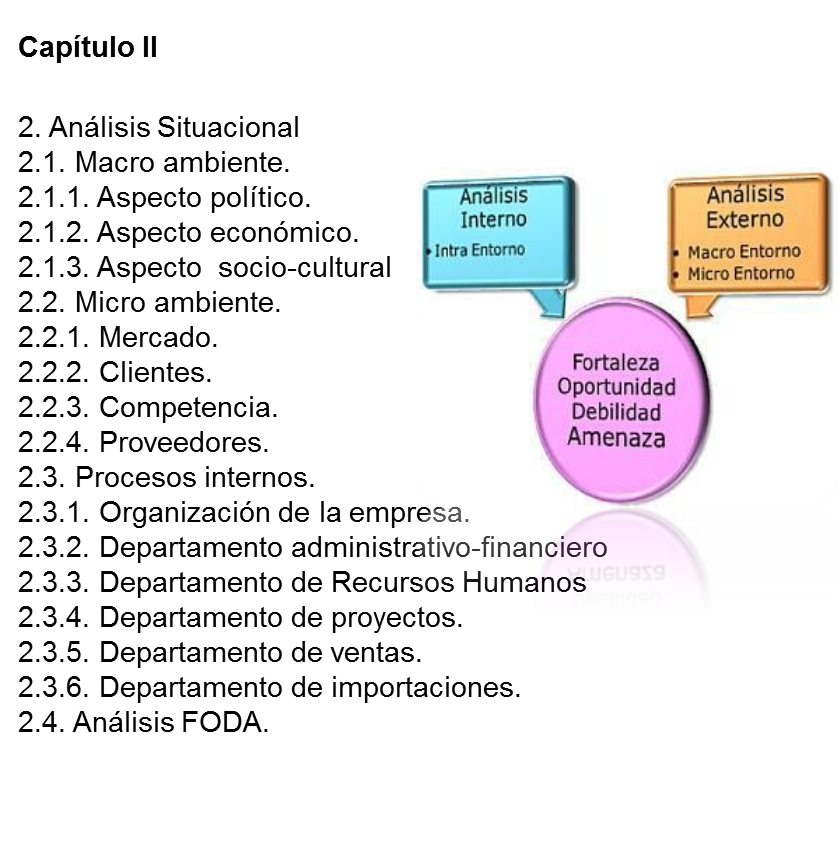 Capítulo II
2. Análisis Situacional
2.1. Macro ambiente.
2.1.1. Aspecto político.
2.1.2. Aspecto económico.
2.1.3. Aspecto socio-cultural
2.2. Micro ambiente.
2.2.1. Mercado.
2.2.2. Clientes.
2.2.3. Competencia.
2.2.4. Proveedores.
2.3. Procesos internos.
2.3.1. Organización de la empresa.
2.3.2. Departamento administrativo-financiero
2.3.3. Departamento de Recursos Humanos
2.3.4. Departamento de proyectos.
2.3.5. Departamento de ventas.
2.3.6. Departamento de importaciones.
2.4. Análisis FODA.
Análisis
Interno
• Intra Entorno
Análisis
Externo
• Macro Entorno
• Micro Entorno
Fortaleza
Oportunidad
Debilidad
Amenaza